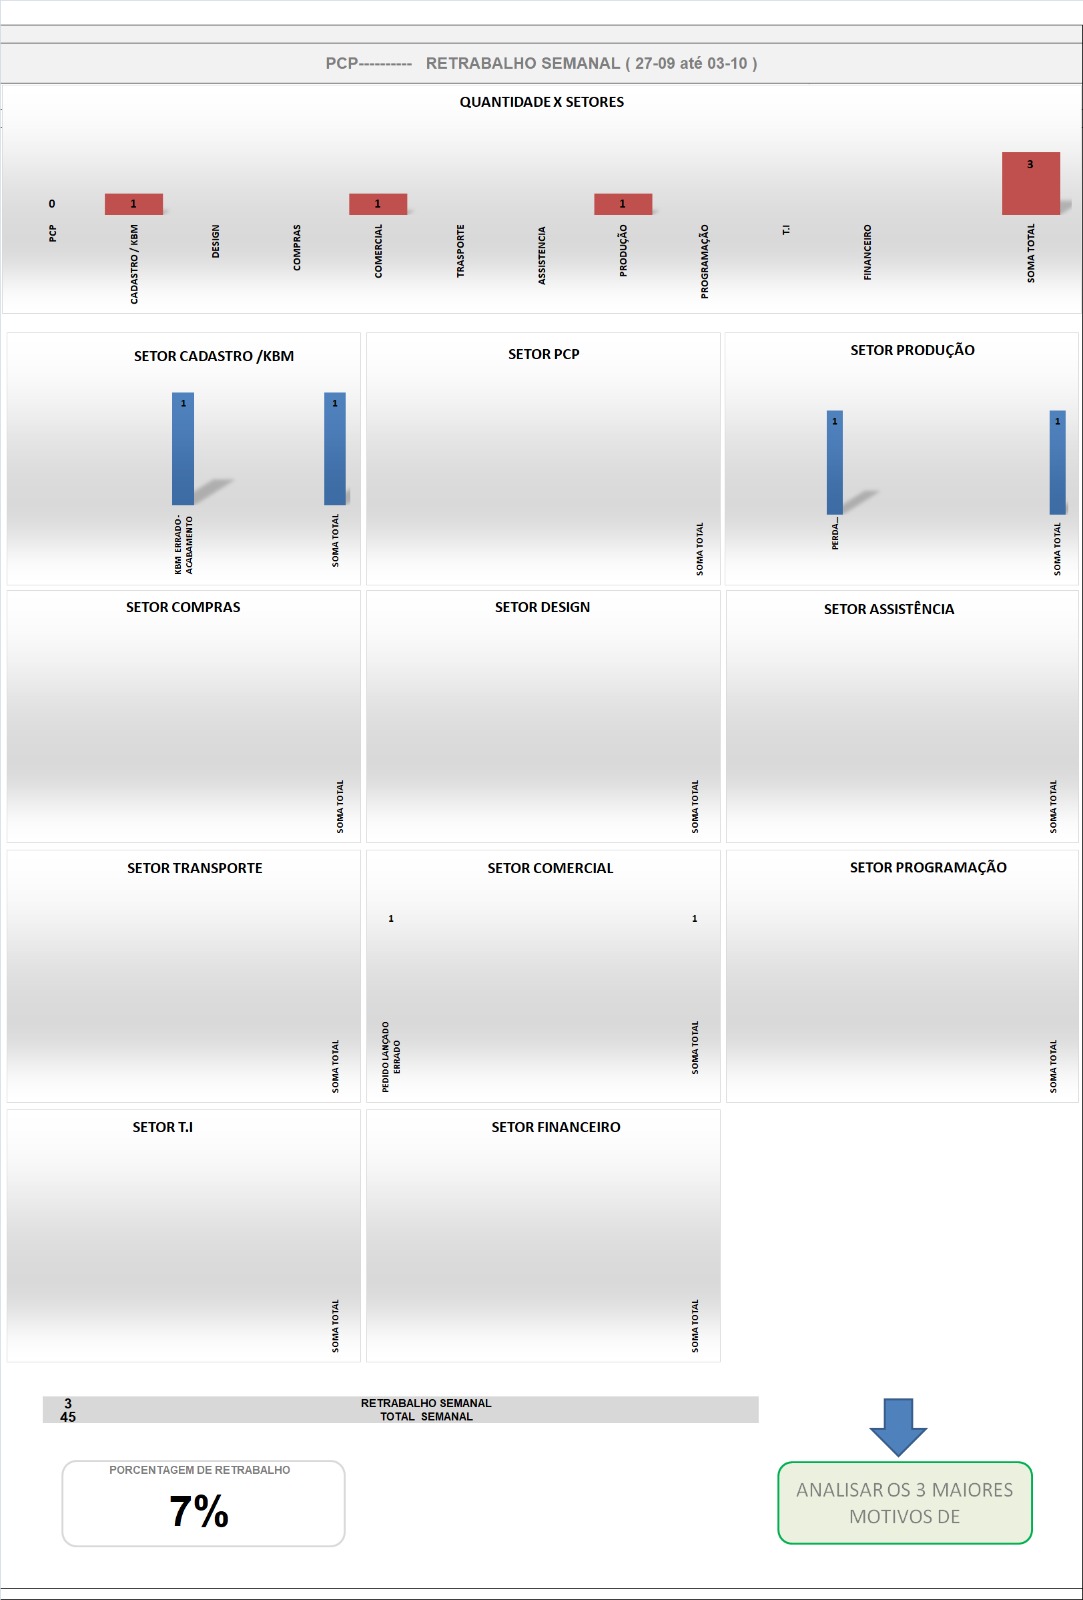 PCP---------- RETRABALHO SEMANAL ( 27-09 até 03-10 )
QUANTIDADE X SETORES
0
1
1
1
3
PCP
CADASTRO / KBM
DESIGN
COMPRAS
COMERCIAL
TRASPORTE
ASSISTENCIA
PRODUÇÃO
PROGRAMAÇÃO
T.I
FINANCEIRO
SOMA TOTAL
SETOR CADASTRO /KBM
1
1
KBM ERRADO-
ACABAMENTO
SOMA TOTAL
SETOR PCP
SOMA TOTAL
SETOR PRODUÇÃO
1
1
PERDA...
SOMA TOTAL
SETOR COMPRAS
SOMA TOTAL
SETOR DESIGN
SOMA TOTAL
SETOR ASSISTÊNCIA
SOMA TOTAL
SETOR TRANSPORTE
SOMA TOTAL
SETOR COMERCIAL
1
1
PEDIDO LANÇADO
ERRADO
SOMA TOTAL
SETOR PROGRAMAÇÃO
SOMA TOTAL
SETOR T.I
SOMA TOTAL
SETOR FINANCEIRO
SOMA TOTAL
3 RETRABALHO SEMANAL
45 TOTAL SEMANAL
PORCENTAGEM DE RETRABALHO
7%
ANALISAR OS 3 MAIORES
MOTIVOS DE